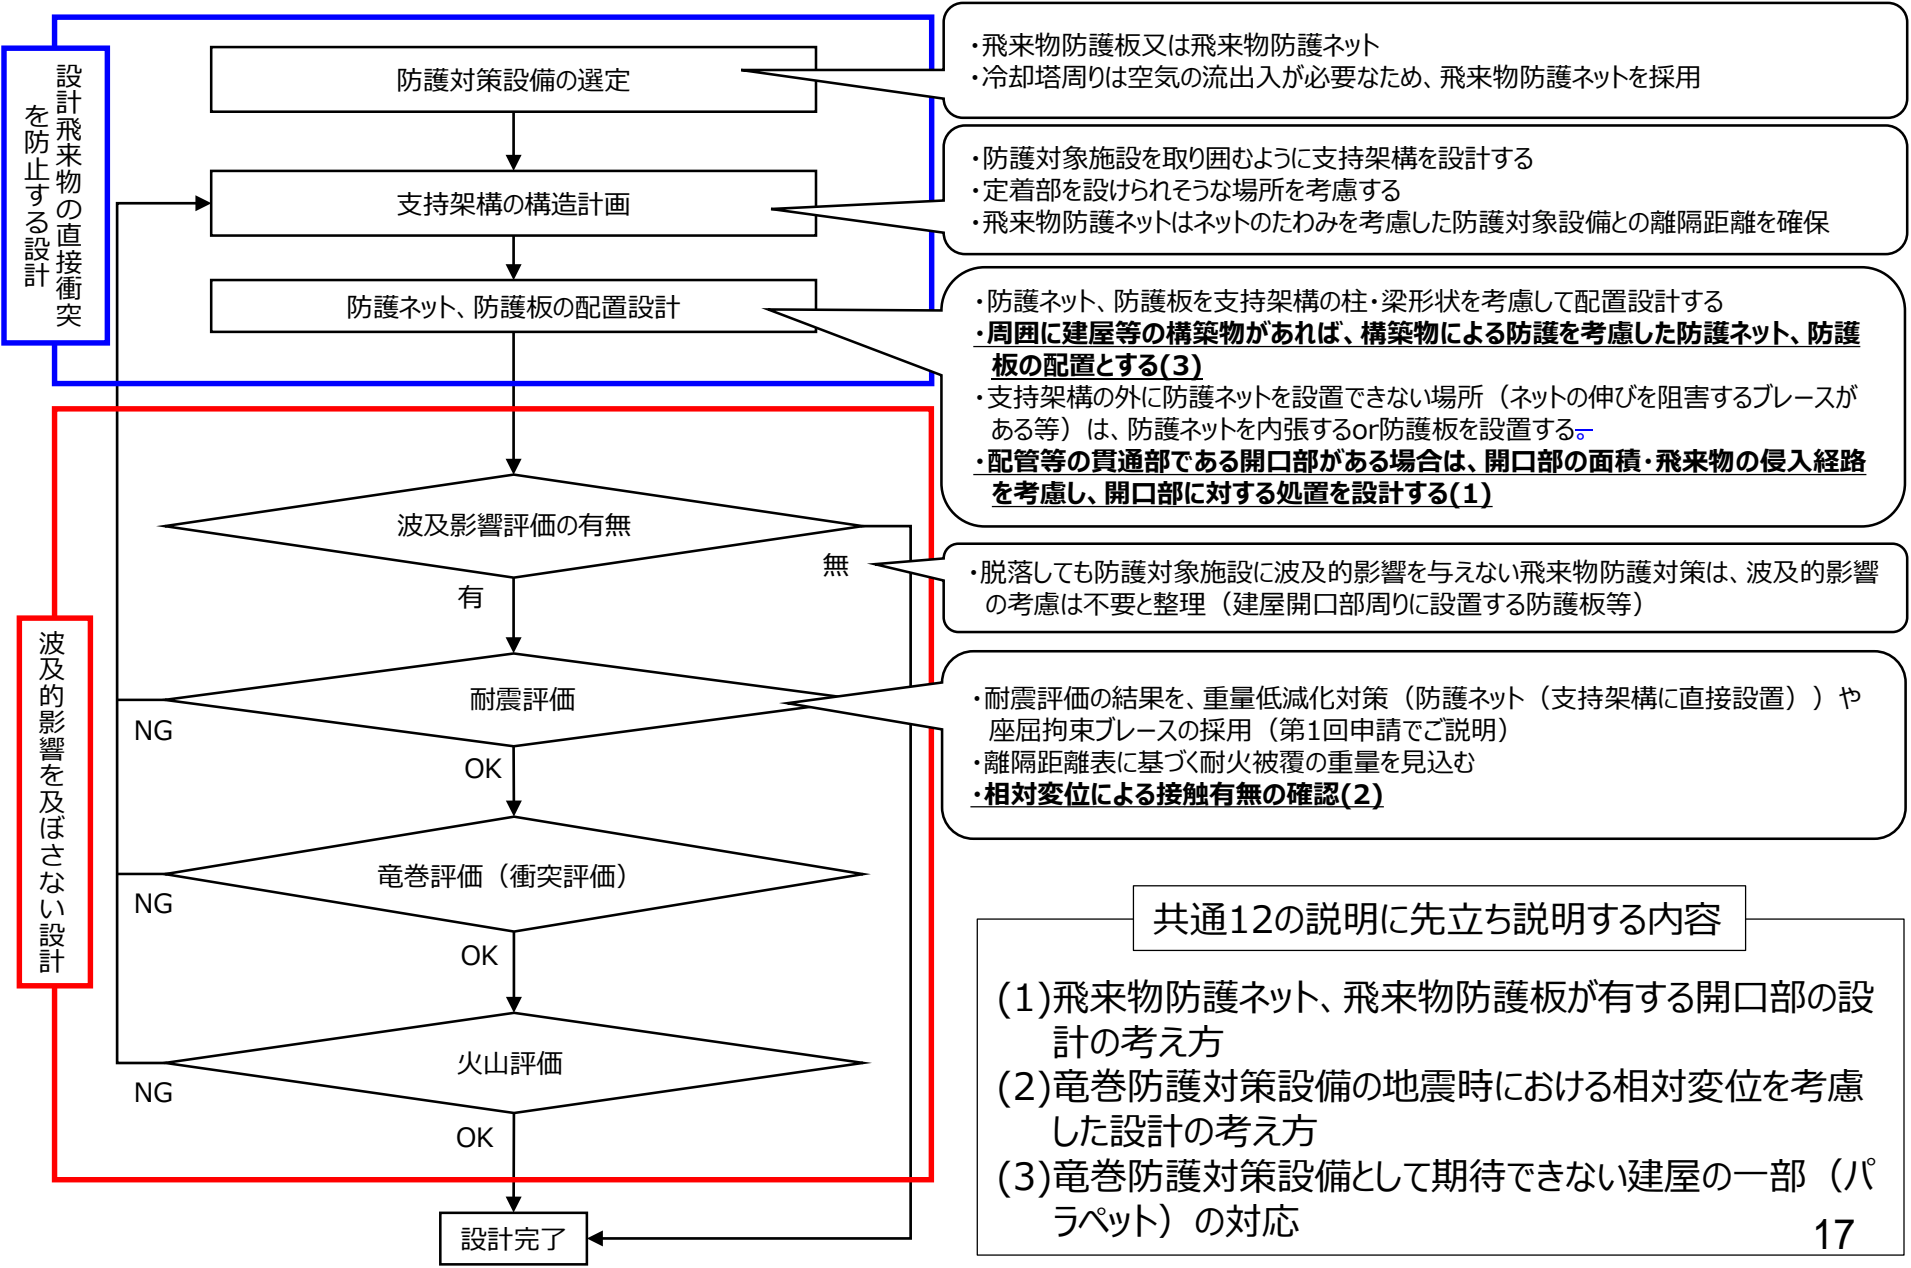 設計飛来物の直接衝突
を防止する設計
防護対策設備の選定
・飛来物防護板又は飛来物防護ネット
・冷却塔周りは空気の流出入が必要なため、飛来物防護ネットを採用
支持架構の構造計画
・防護対象施設を取り囲むように支持架構を設計する
・定着部を設けられそうな場所を考慮する
・飛来物防護ネットはネットのたわみを考慮した防護対象設備との離隔距離を確保
防護ネット、防護板の配置設計
・防護ネット、防護板を支持架構の柱・梁形状を考慮して配置設計する
・周囲に建屋等の構築物があれば、構築物による防護を考慮した防護ネット、防護
板の配置とする(3)
・支持架構の外に防護ネットを設置できない場所（ネットの伸びを阻害するブレースが
ある等）は、防護ネットを内張するor防護板を設置する。
・配管等の貫通部である開口部がある場合は、開口部の面積・飛来物の侵入経路
を考慮し、開口部に対する処置を設計する(1)
波及的影響を及ぼさない設計
波及影響評価の有無
無
有
・脱落しても防護対象施設に波及的影響を与えない飛来物防護対策は、波及的影響
の考慮は不要と整理（建屋開口部周りに設置する防護板等）
耐震評価
NG
OK
・耐震評価の結果を、重量低減化対策（防護ネット（支持架構に直接設置））や
座屈拘束ブレースの採用（第1回申請でご説明）
・離隔距離表に基づく耐火被覆の重量を見込む
・相対変位による接触有無の確認(2)
竜巻評価（衝突評価）
NG
OK
火山評価
NG
OK
設計完了
共通12の説明に先立ち説明する内容
(1)飛来物防護ネット、飛来物防護板が有する開口部の設
計の考え方
(2)竜巻防護対策設備の地震時における相対変位を考慮
した設計の考え方
(3)竜巻防護対策設備として期待できない建屋の一部（パ
ラペット）の対応
17